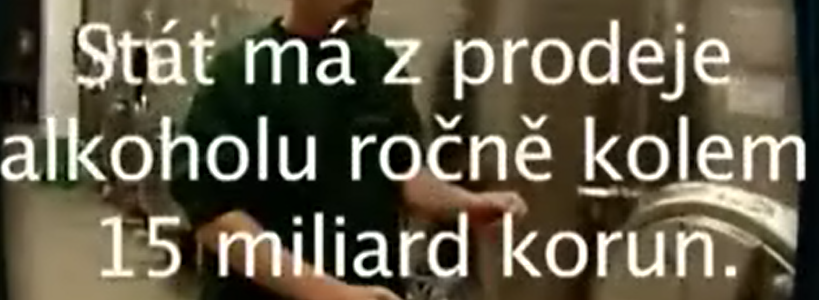 Stát má z prodeje
alkoholu ročně kolem
15 miliard korun.